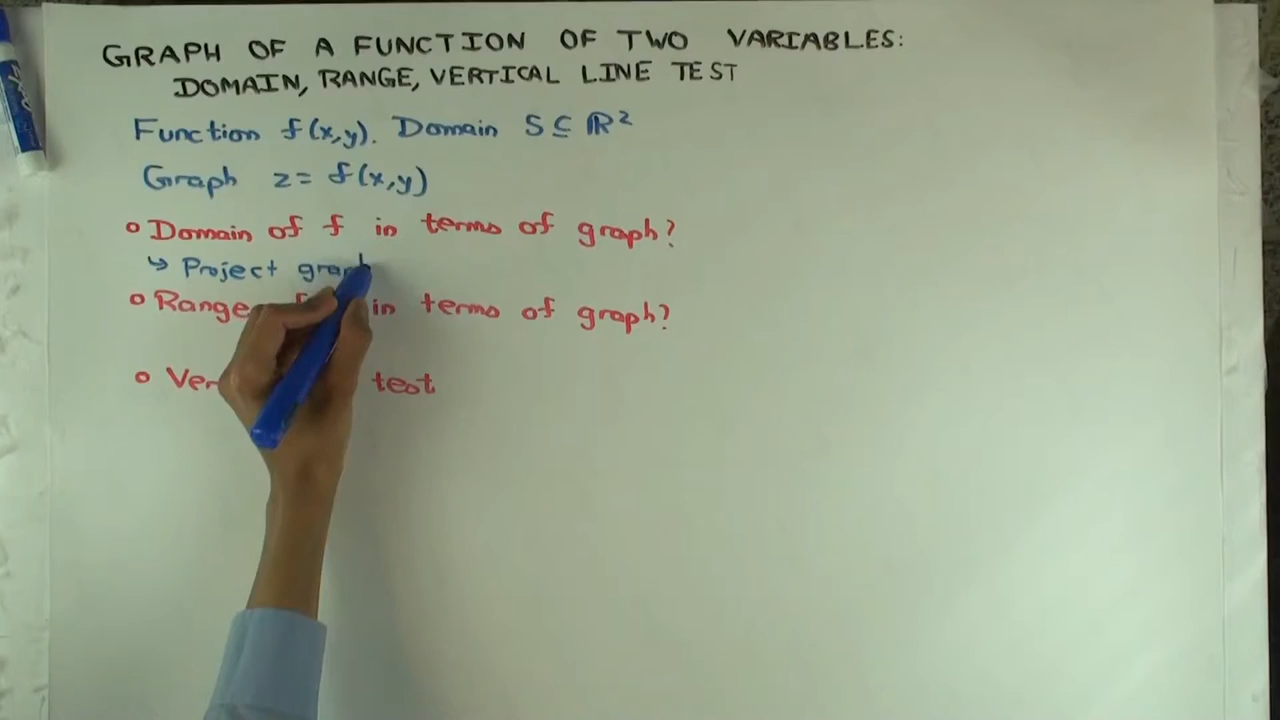 GRAPH OF A FUNCTION OF TWO VARIABLES:
DOMAIN, RANGE, VERTICAL LINE TEST
Function f(x,y). Domain S ⊆ ℝ²
Graph z = f(x,y)
• Domain of f in terms of graph?
↳ Project graph
• Range in terms of graph?
• test